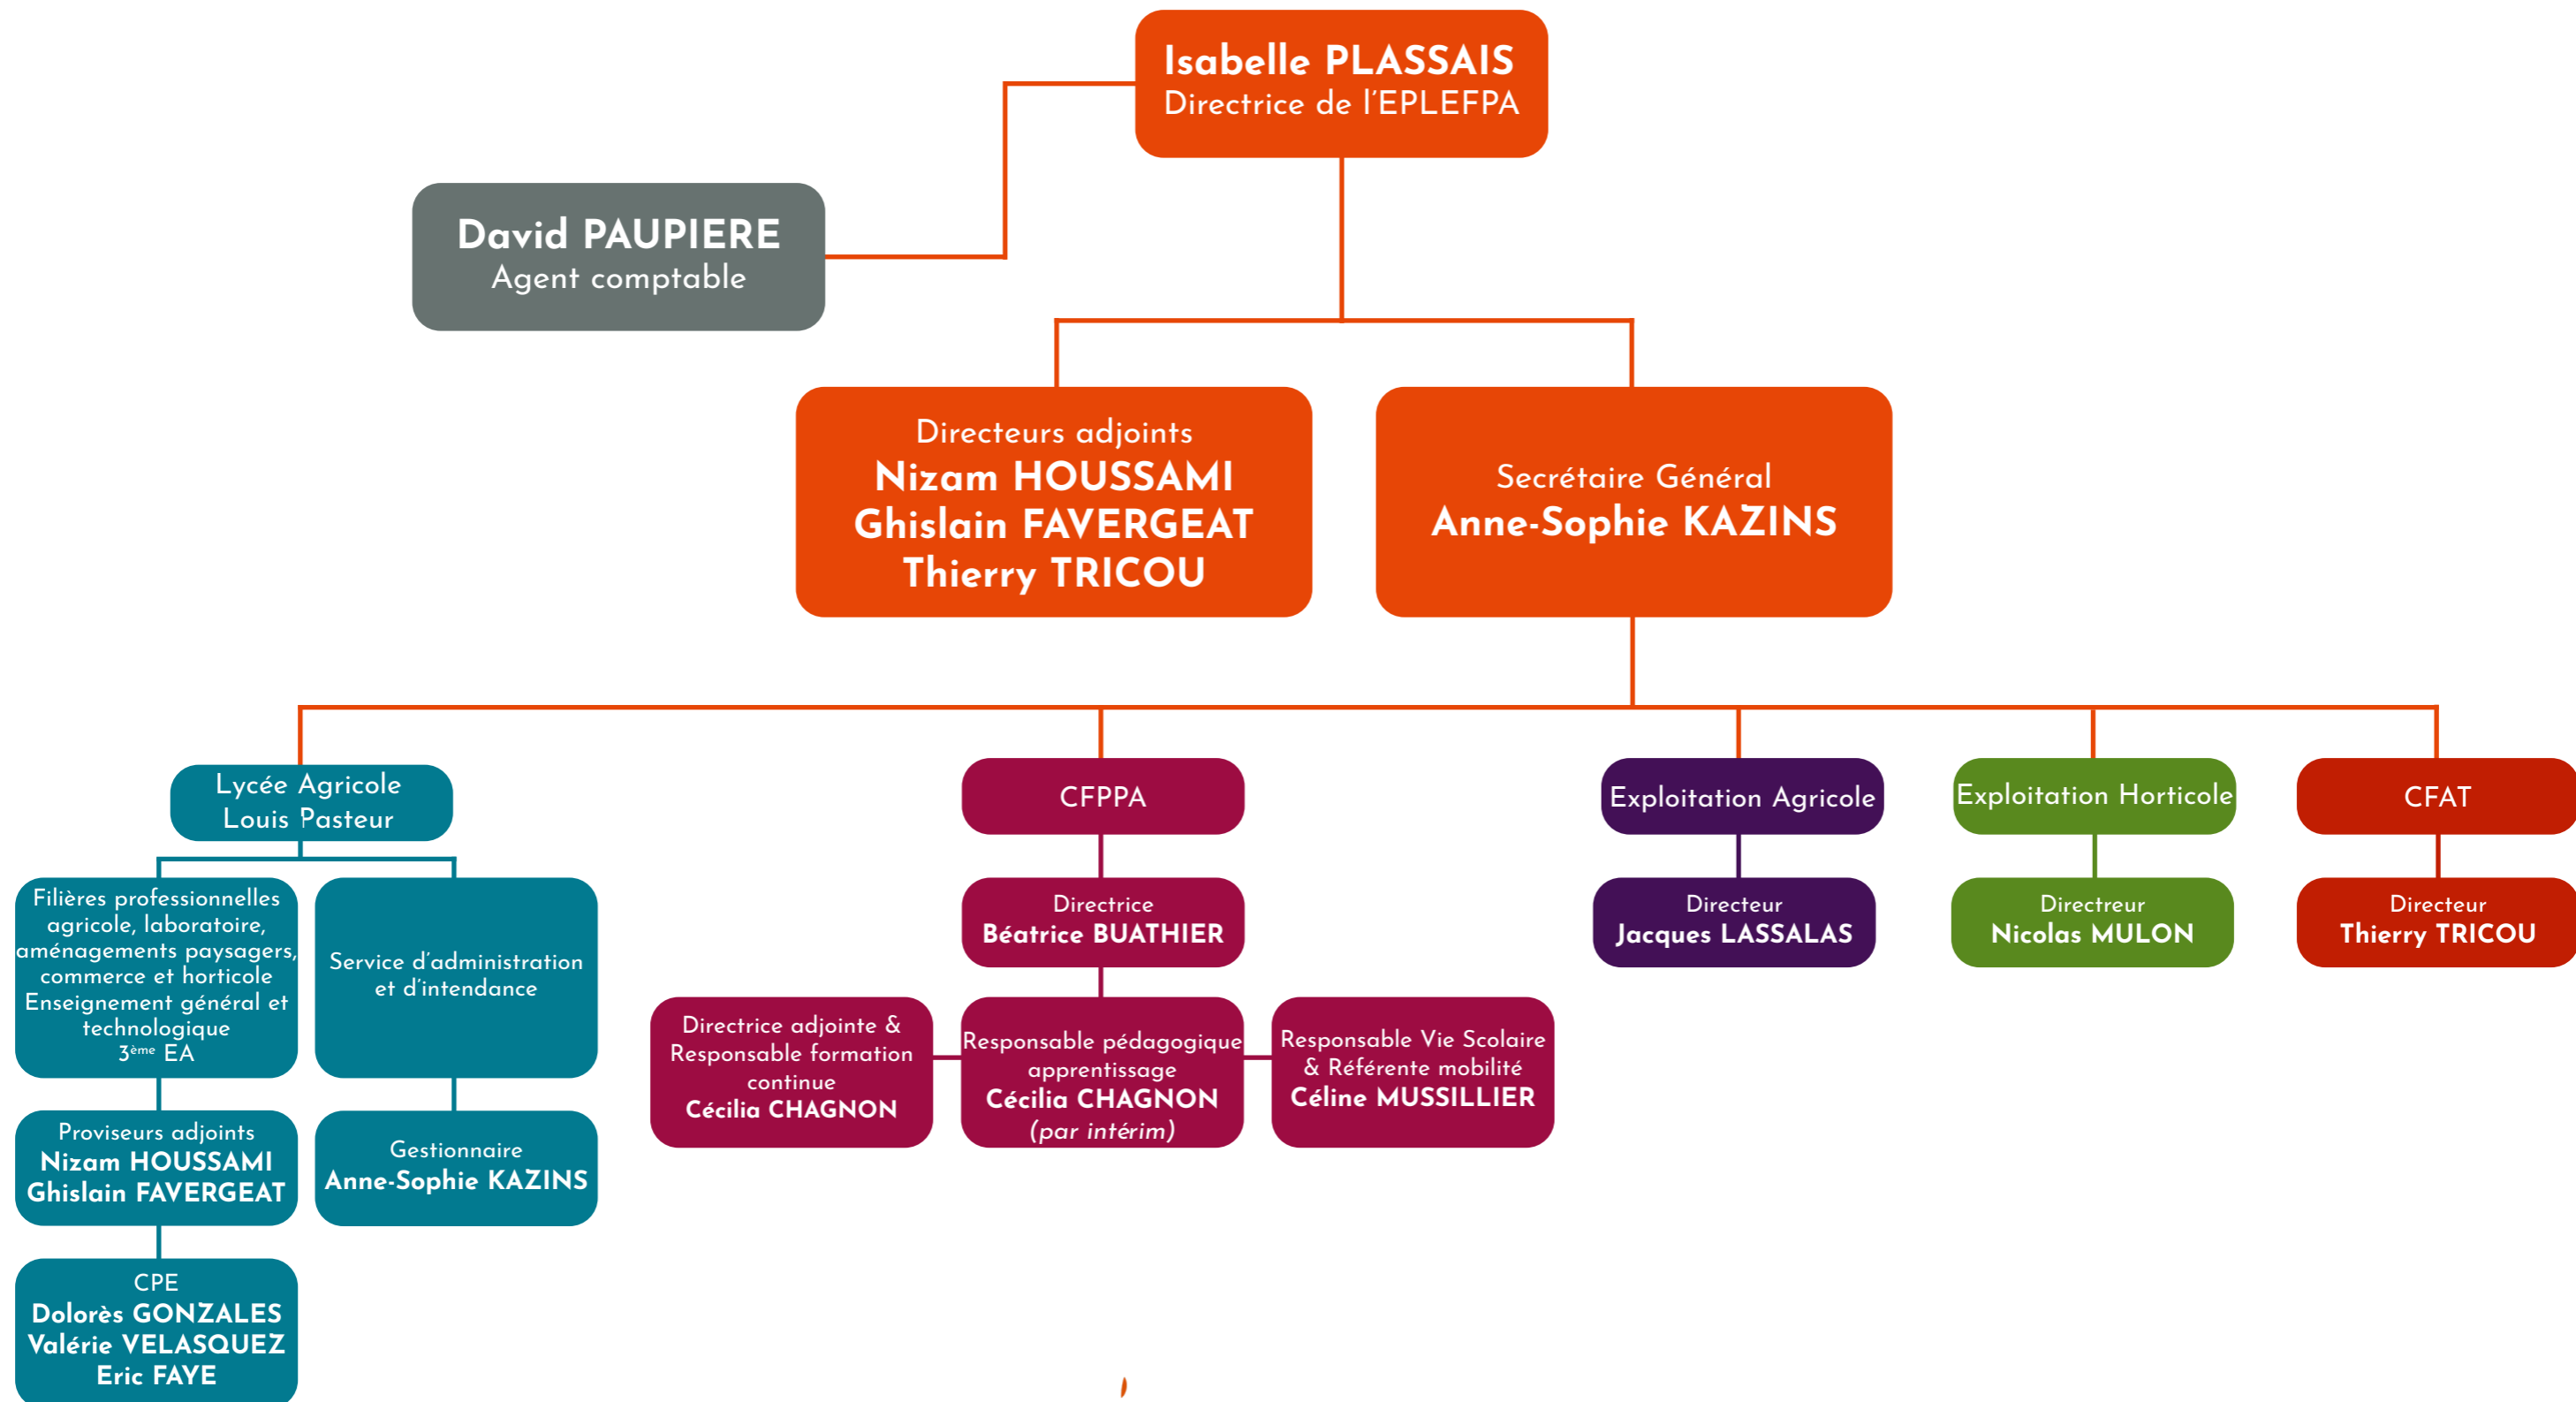 Isabelle PLASSAIS
Directrice de l'EPLEFPA
David PAUPIERE
Agent comptable
Directeurs adjoints
Nizam HOUSSAMI
Ghislain FAVERGEAT
Thierry TRICOU
Secrétaire Général
Anne-Sophie KAZINS
Lycée Agricole
Louis Pasteur
Filières professionnelles
agricole, laboratoire,
aménagements paysagers,
commerce et horticole
Enseignement général et
technologique
3ème EA
Service d'administration
et d'intendance
Proviseurs adjoints
Nizam HOUSSAMI
Ghislain FAVERGEAT
Gestionnaire
Anne-Sophie KAZINS
CPE
Dolorès GONZALES
Valérie VELASQUEZ
Eric FAYE
CFPPA
Directrice
Béatrice BUATHIER
Directrice adjointe &
Responsable formation
continue
Cécilia CHAGNON
Responsable pédagogique
apprentissage
Cécilia CHAGNON
(par intérim)
Responsable Vie Scolaire
& Référente mobilité
Céline MUSSILLIER
Exploitation Agricole
Directeur
Jacques LASSALAS
Exploitation Horticole
Directreur
Nicolas MULON
CFAT
Directeur
Thierry TRICOU